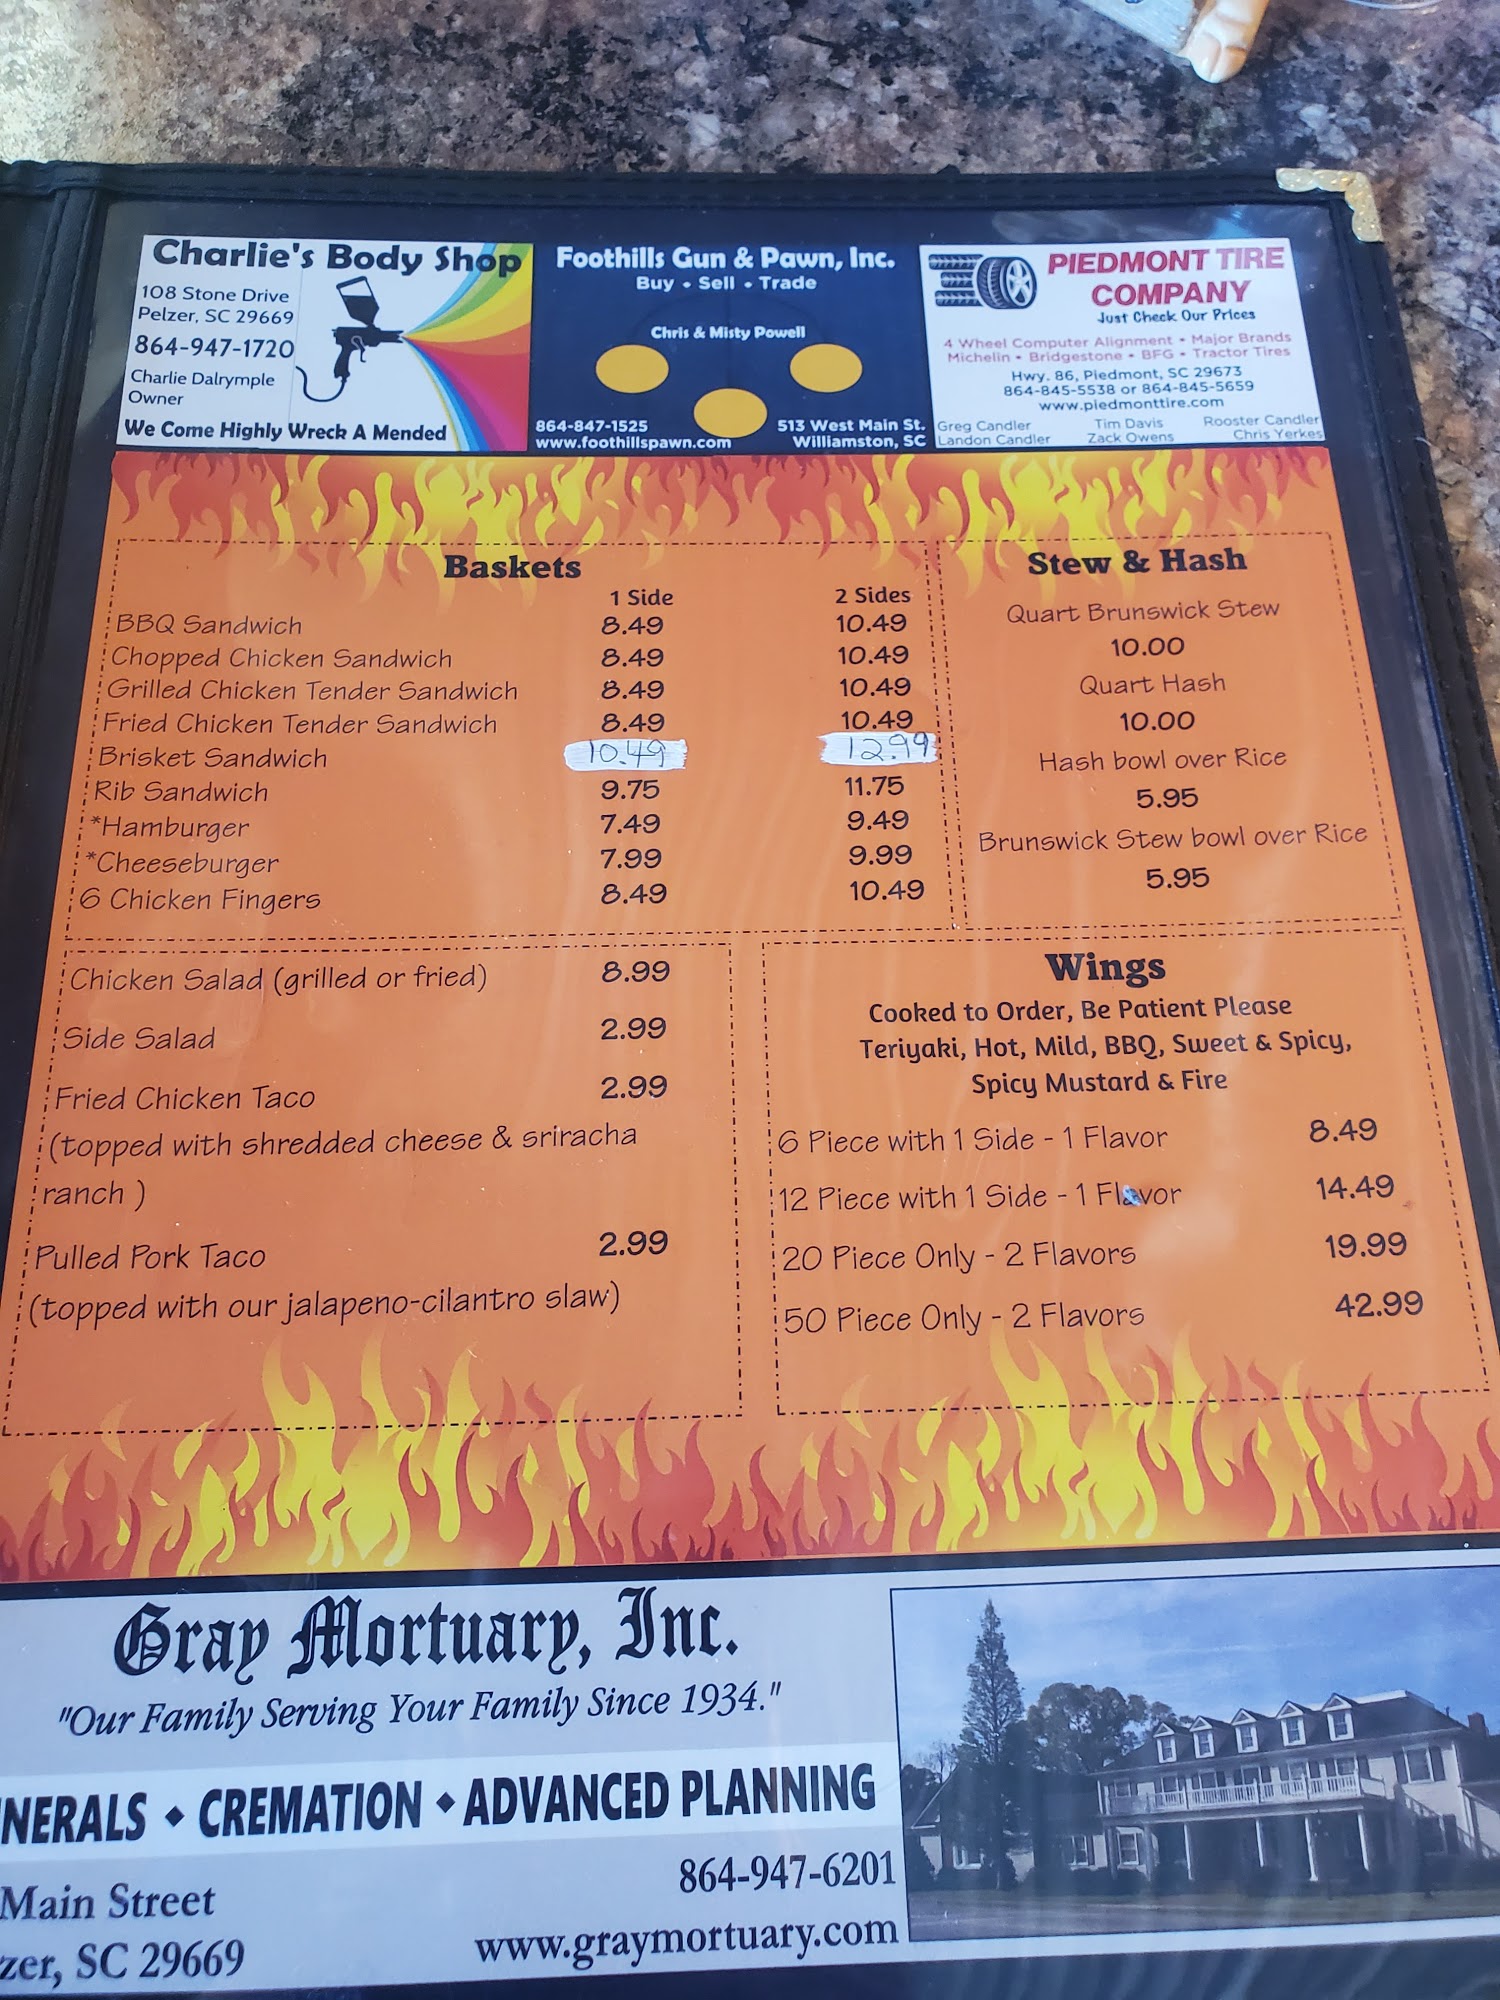 Charlie's Body Shop
108 Stone Drive
Pelzer, SC 29669
864-947-1720
Charlie Dalrymple
Owner
We Come Highly Wreck A Mended
Foothills Gun & Pawn, Inc.
Buy • Sell • Trade
Chris & Misty Powell
864-847-1525
www.foothillspawn.com
513 West Main St.
Williamston, SC
PIEDMONT TIRE
COMPANY
Just Check Our Prices
4 Wheel Computer Alignment • Major Brands
Michelin • Bridgestone • BFG • Tractor Tires
Hwy. 86, Piedmont, SC 29673
864-845-5538 or 864-845-5659
www.piedmonttire.com
Greg Candler Tim Davis Rooster Candler
Landon Candler Zack Owens Chris Yerkes
Baskets
1 Side 2 Sides
BBQ Sandwich 8.49 10.49
Chopped Chicken Sandwich 8.49 10.49
Grilled Chicken Tender Sandwich 8.49 10.49
Fried Chicken Tender Sandwich 8.49 10.49
Brisket Sandwich 10.49 12.99
Rib Sandwich 9.75 11.75
*Hamburger 7.49 9.49
*Cheeseburger 7.99 9.99
6 Chicken Fingers 8.49 10.49
Stew & Hash
Quart Brunswick Stew
10.00
Quart Hash
10.00
Hash bowl over Rice
5.95
Brunswick Stew bowl over Rice
5.95
Chicken Salad (grilled or fried) 8.99
Side Salad 2.99
Fried Chicken Taco 2.99
(topped with shredded cheese & sriracha
ranch )
Pulled Pork Taco 2.99
(topped with our jalapeno-cilantro slaw)
Wings
Cooked to Order, Be Patient Please
Teriyaki, Hot, Mild, BBQ, Sweet & Spicy,
Spicy Mustard & Fire
6 Piece with 1 Side - 1 Flavor 8.49
12 Piece with 1 Side - 1 Flavor 14.49
20 Piece Only - 2 Flavors 19.99
50 Piece Only - 2 Flavors 42.99
Gray Mortuary, Inc.
"Our Family Serving Your Family Since 1934."
NERALS ◆ CREMATION ◆ ADVANCED PLANNING
864-947-6201
Main Street
www.graymortuary.com
zer, SC 29669